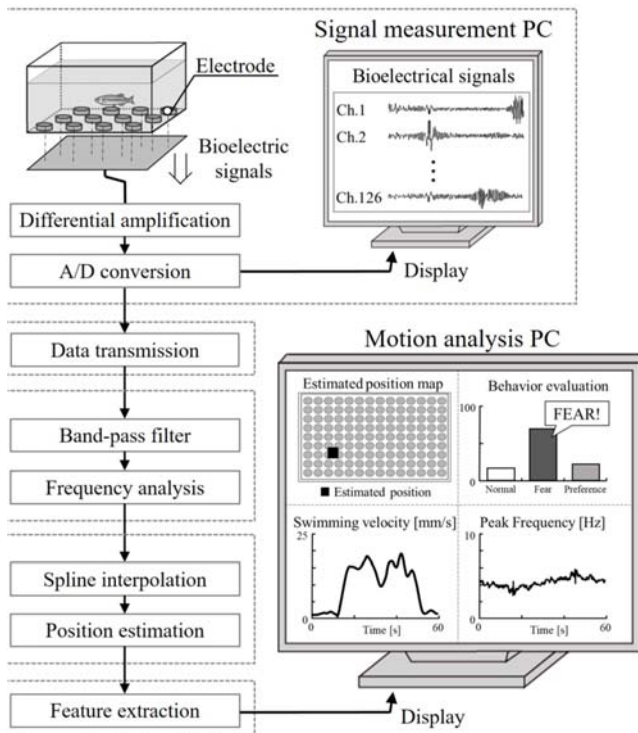 Signal measurement PC
Electrode
Bioelectric
signals
Bioelectrical signals
Ch.1
Ch.2
Ch.126
Differential amplification
A/D conversion
Display
Data transmission
Band-pass filter
Frequency analysis
Spline interpolation
Position estimation
Feature extraction
Display
Motion analysis PC
Estimated position map
Estimated position
Behavior evaluation
100
0
FEAR!
Normal Fear Preference
Swimming velocity [mm/s]
25
0
0 Time [s] 60
Peak Frequency [Hz]
10
0
0 Time [s] 60